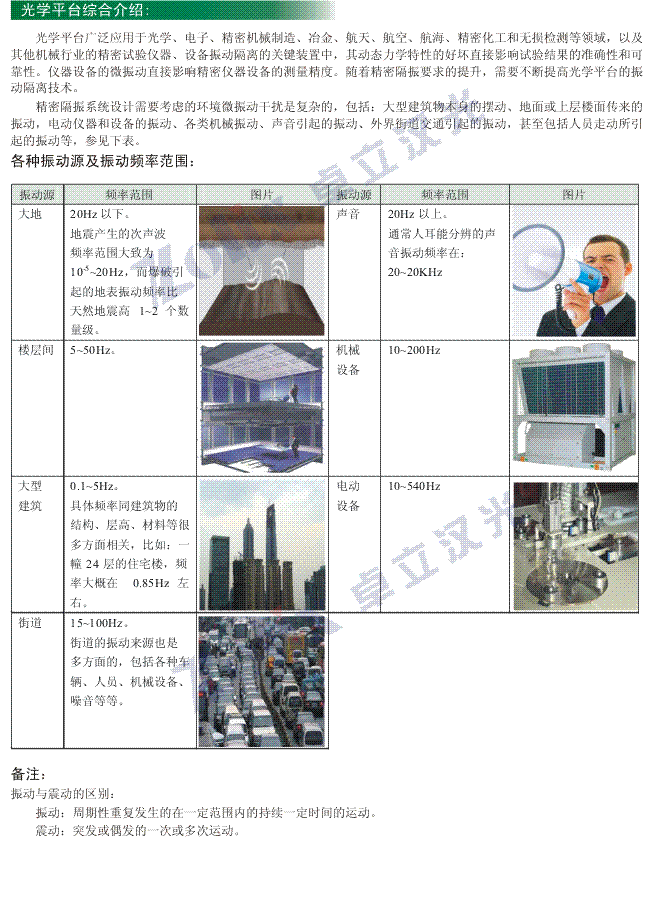 光学平台综合介绍：
光学平台广泛应用于光学、电子、精密机械制造、冶金、航天、航空、航海、精密化工和无损检测等领域，以及
其他机械行业的精密试验仪器、设备振动隔离的关键装置中，其动态力学特性的好坏直接影响试验结果的准确性和可
靠性。仪器设备的微振动直接影响精密仪器设备的测量精度。随着精密隔振要求的提升，需要不断提高光学平台的振
动隔离技术。
精密隔振系统设计需要考虑的环境微振动干扰是复杂的，包括：大型建筑物本身的摆动、地面或上层楼面传来的
振动，电动仪器和设备的振动、各类机械振动、声音引起的振动、外界街道交通引起的振动，甚至包括人员走动所引
起的振动等，参见下表。
各种振动源及振动频率范围：
振动源 频率范围 图片 振动源 频率范围 图片
大地
20Hz 以下。
地震产生的次声波
频率范围大致为
10⁻⁵~20Hz，而爆破引
起的地表振动频率比
天然地震高 1~2 个数
量级。
声音
20Hz 以上。
通常人耳能分辨的声
音振动频率在：
20~20KHz
楼层间
5~50Hz。
机械
设备
10~200Hz
大型
建筑
0.1~5Hz。
具体频率同建筑物的
结构、层高、材料等很
多方面相关，比如：一
幢 24 层的住宅楼，频
率大概在 0.85Hz 左
右。
电动
设备
10~540Hz
街道
15~100Hz。
街道的振动来源也是
多方面的，包括各种车
辆、人员、机械设备、
噪音等等。
备注：
振动与震动的区别：
振动：周期性重复发生的在一定范围内的持续一定时间的运动。
震动：突发或偶发的一次或多次运动。
卓立汉光
卓立汉光